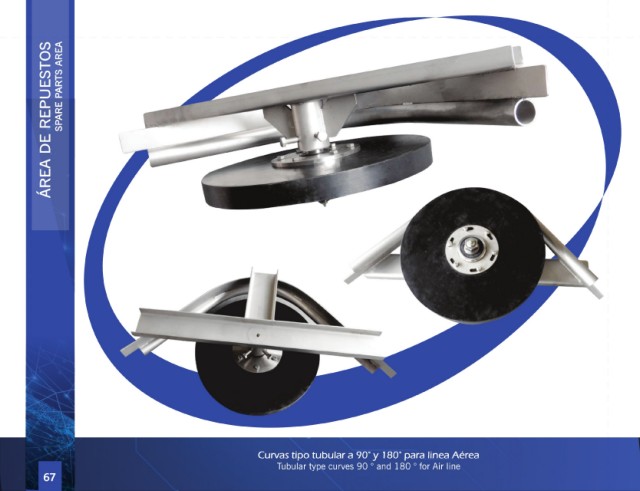 ÁREA DE REPUESTOS
SPARE PARTS AREA
Curvas tipo tubular a 90° y 180° para linea Aérea
Tubular type curves 90 ° and 180 ° for Air line
67